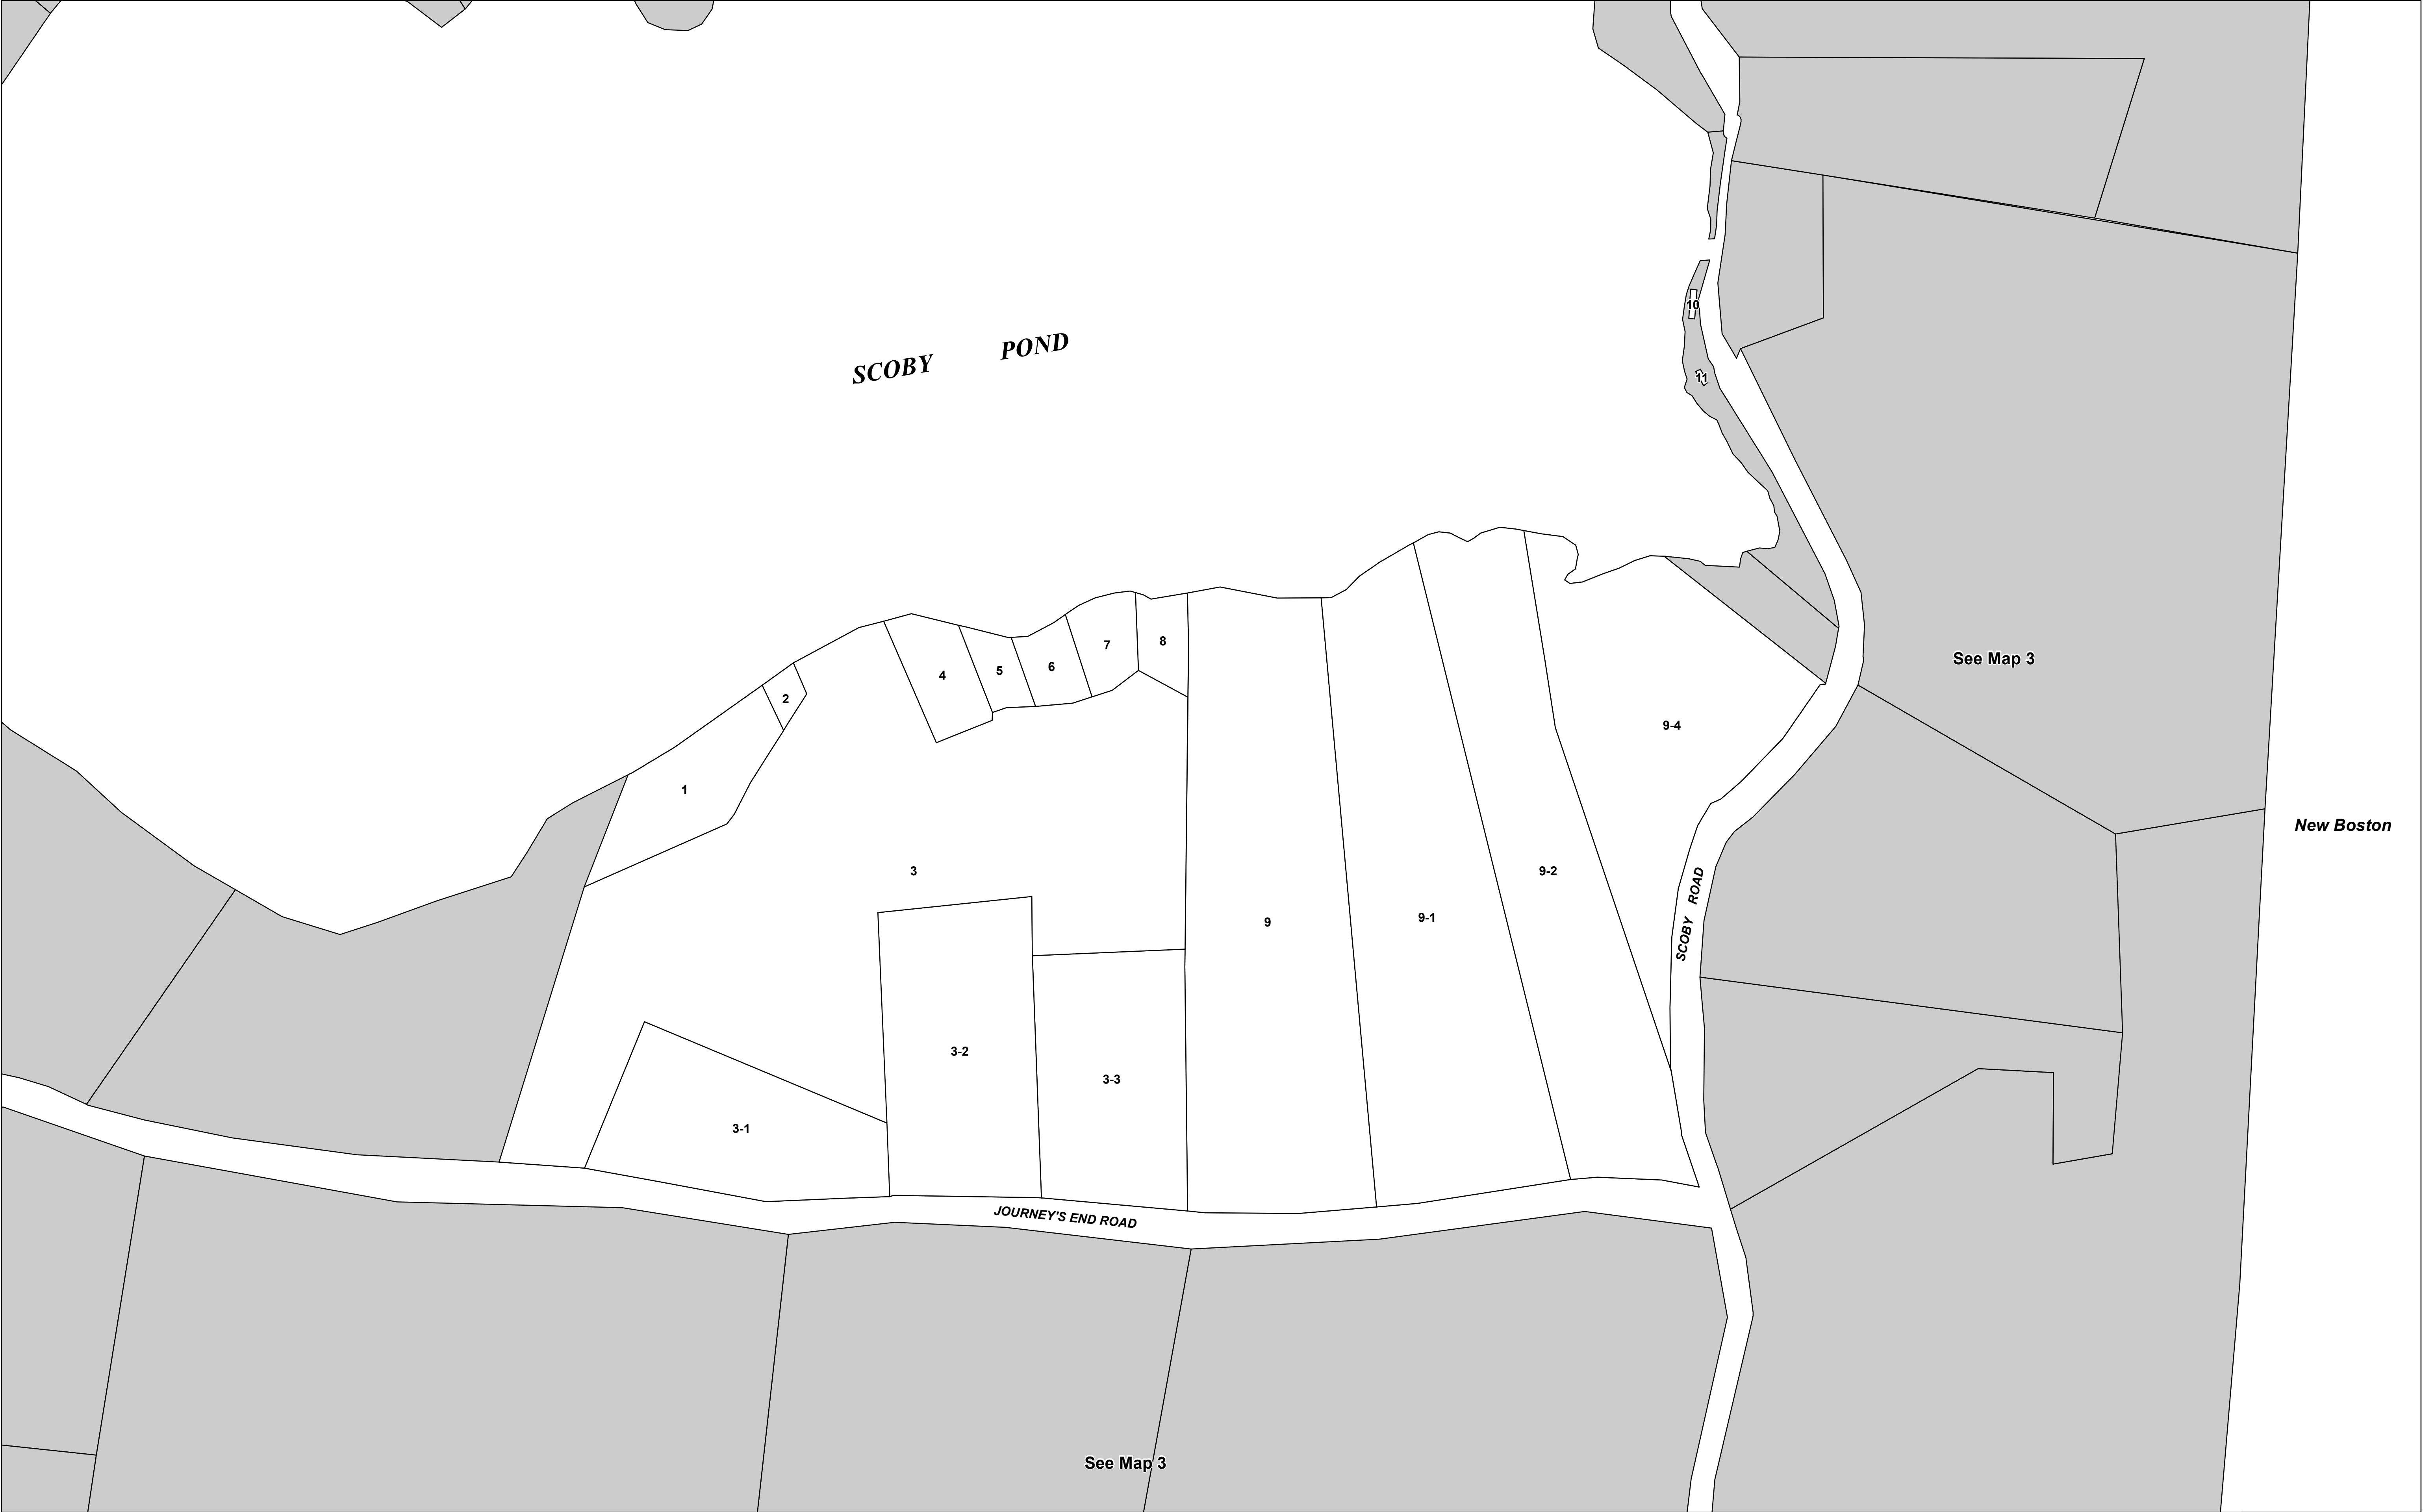 10
SCOBY POND
11
8
7
See Map 3
6
5
4
2
9-4
1
New Boston
3
9-2
SCOBY ROAD
9-1
9
3-2
3-3
3-1
JOURNEY'S END ROAD
See Map 3